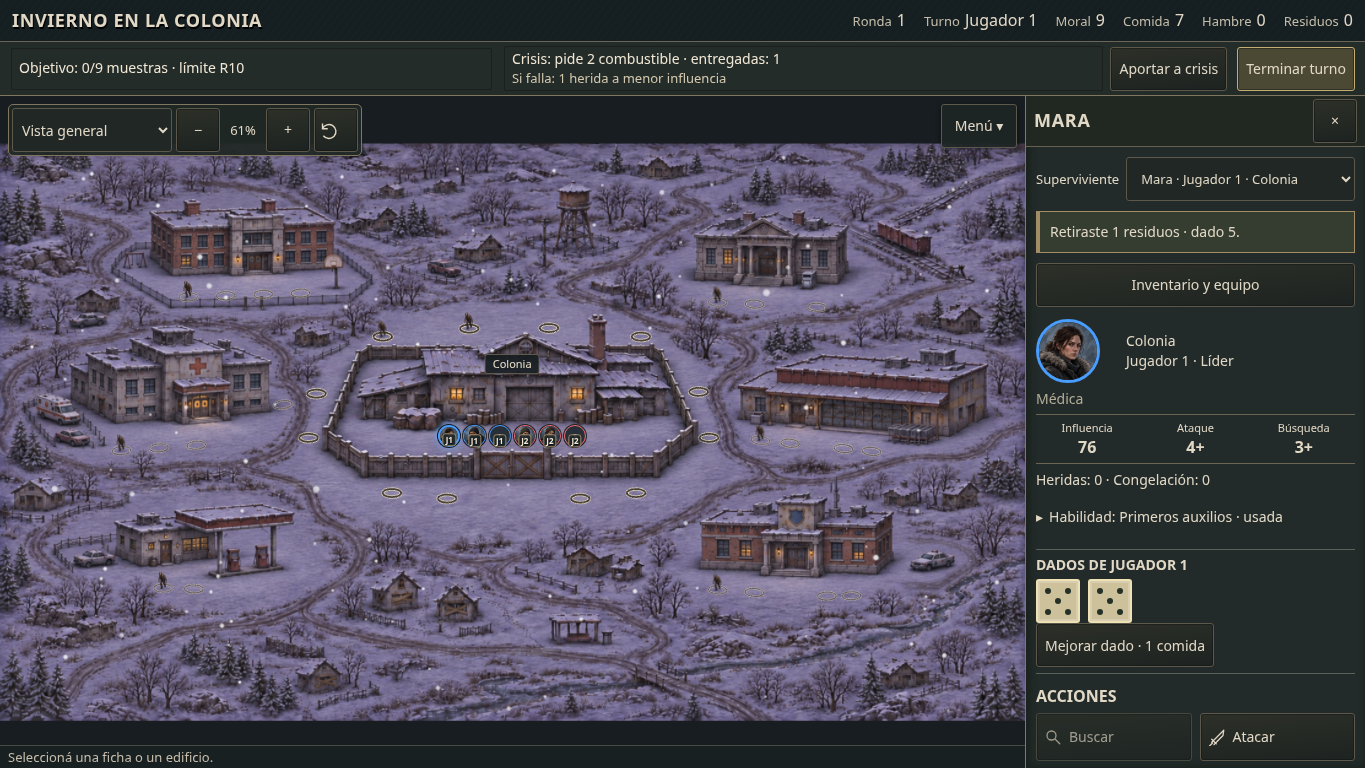 INVIERNO EN LA COLONIA
Ronda 1 Turno Jugador 1 Moral 9 Comida 7 Hambre 0 Residuos 0
Objetivo: 0/9 muestras · límite R10
Crisis: pide 2 combustible · entregadas: 1
Si falla: 1 herida a menor influencia
Aportar a crisis
Terminar turno
Vista general
−
61%
+
Menú ▾
MARA
×
Superviviente
Mara · Jugador 1 · Colonia
Retiraste 1 residuos · dado 5.
Inventario y equipo
Colonia
Jugador 1 · Líder
Médica
Influencia Ataque Búsqueda
76 4+ 3+
Heridas: 0 · Congelación: 0
▸ Habilidad: Primeros auxilios · usada
DADOS DE JUGADOR 1
Mejorar dado · 1 comida
ACCIONES
Buscar
Atacar
Colonia
J1 J1 J1 J2 J2 J2
Seleccioná una ficha o un edificio.